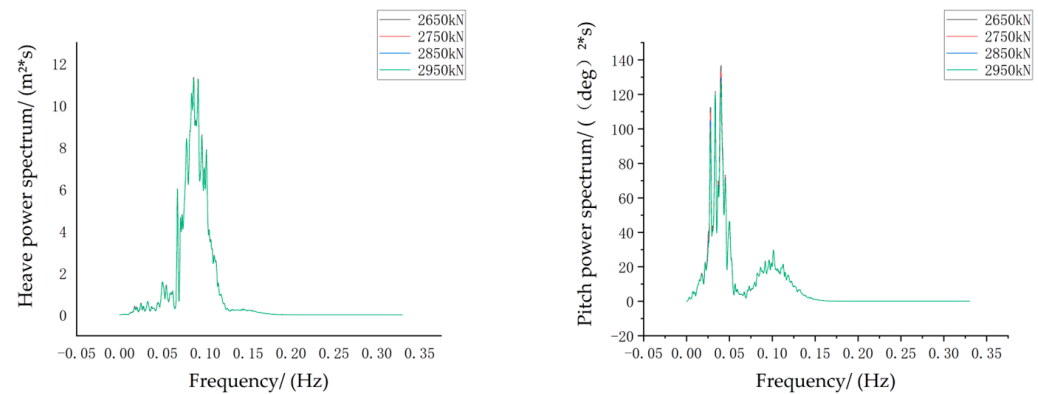 2650kN
2750kN
2850kN
2950kN
Heave power spectrum/ (m²*s)
12
10
8
6
4
2
0
-0.05 0.00 0.05 0.10 0.15 0.20 0.25 0.30 0.35
Frequency/ (Hz)
2650kN
2750kN
2850kN
2950kN
Pitch power spectrum/ (（deg）²*s)
140
120
100
80
60
40
20
0
-20
-0.05 0.00 0.05 0.10 0.15 0.20 0.25 0.30 0.35
Frequency/ (Hz)